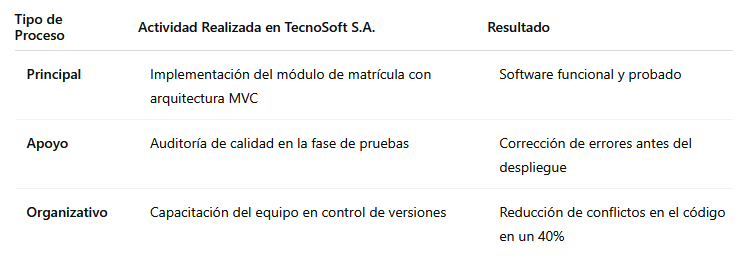 Tipo de
Proceso
Actividad Realizada en TecnoSoft S.A.
Resultado
Principal
Implementación del módulo de matrícula con
arquitectura MVC
Software funcional y probado
Apoyo
Auditoría de calidad en la fase de pruebas
Corrección de errores antes del
despliegue
Organizativo
Capacitación del equipo en control de versiones
Reducción de conflictos en el código
en un 40%